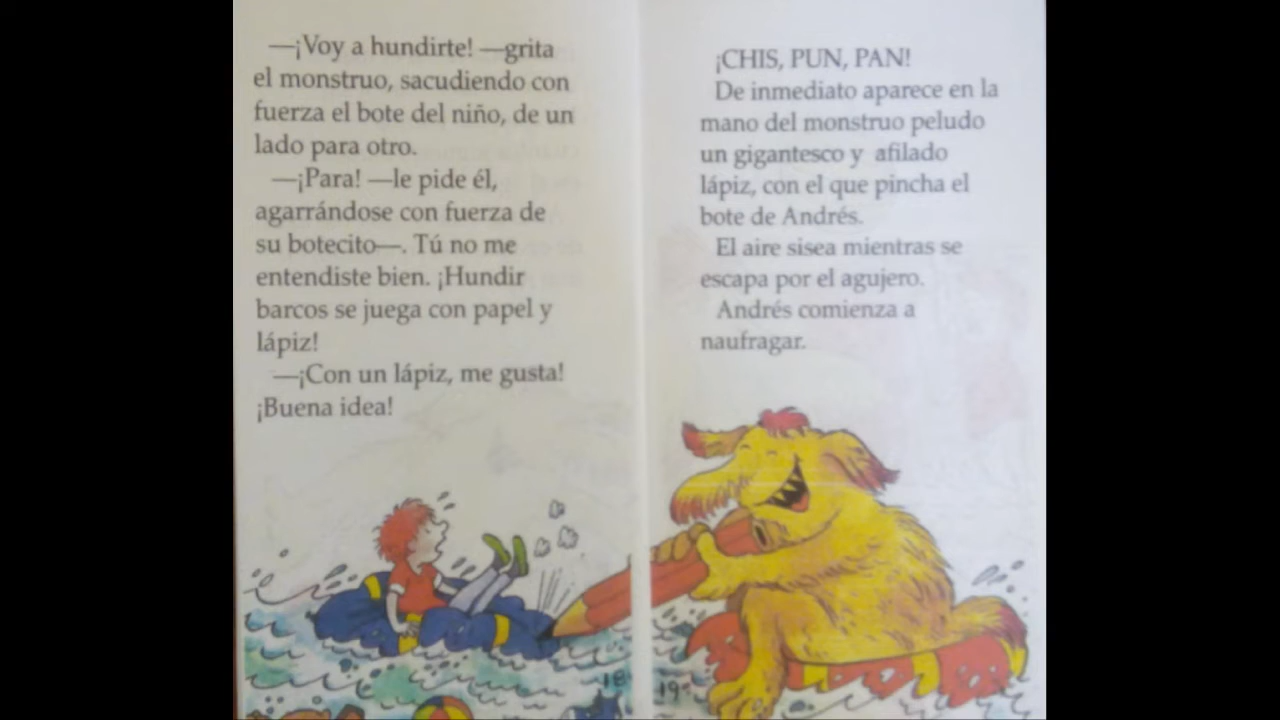 —¡Voy a hundirte! —grita
el monstruo, sacudiendo con
fuerza el bote del niño, de un
lado para otro.
—¡Para! —le pide él,
agarrándose con fuerza de
su botecito—. Tú no me
entendiste bien. ¡Hundir
barcos se juega con papel y
lápiz!
—¡Con un lápiz, me gusta!
¡Buena idea!
18
¡CHIS, PUN, PAN!
De inmediato aparece en la
mano del monstruo peludo
un gigantesco y afilado
lápiz, con el que pincha el
bote de Andrés.
El aire sisea mientras se
escapa por el agujero.
Andrés comienza a
naufragar.
19